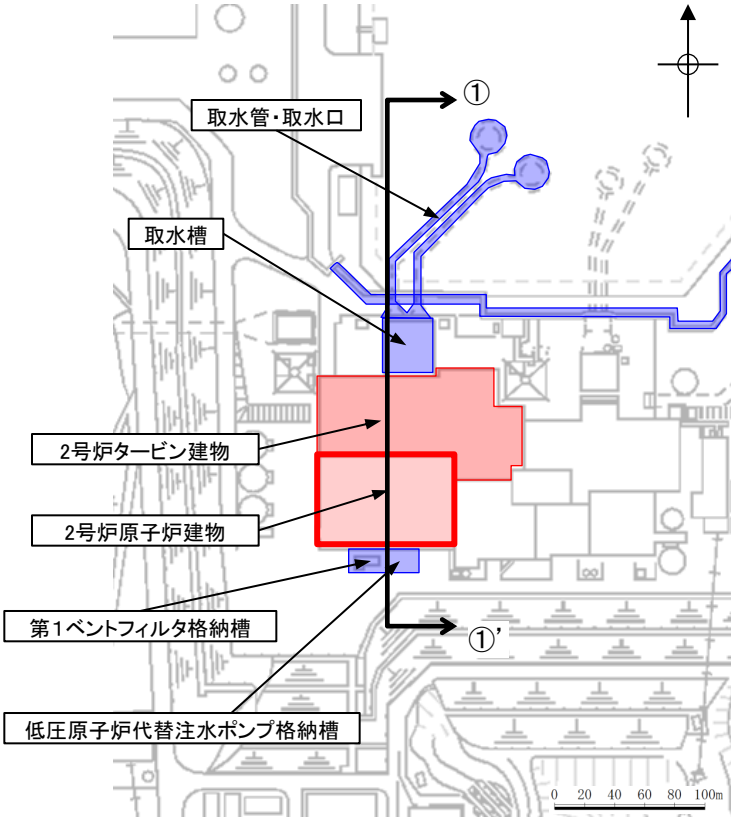 ①
取水管・取水口
取水槽
2号炉タービン建物
2号炉原子炉建物
第1ベントフィルタ格納槽
①’
低圧原子炉代替注水ポンプ格納槽
0 20 40 60 80 100m